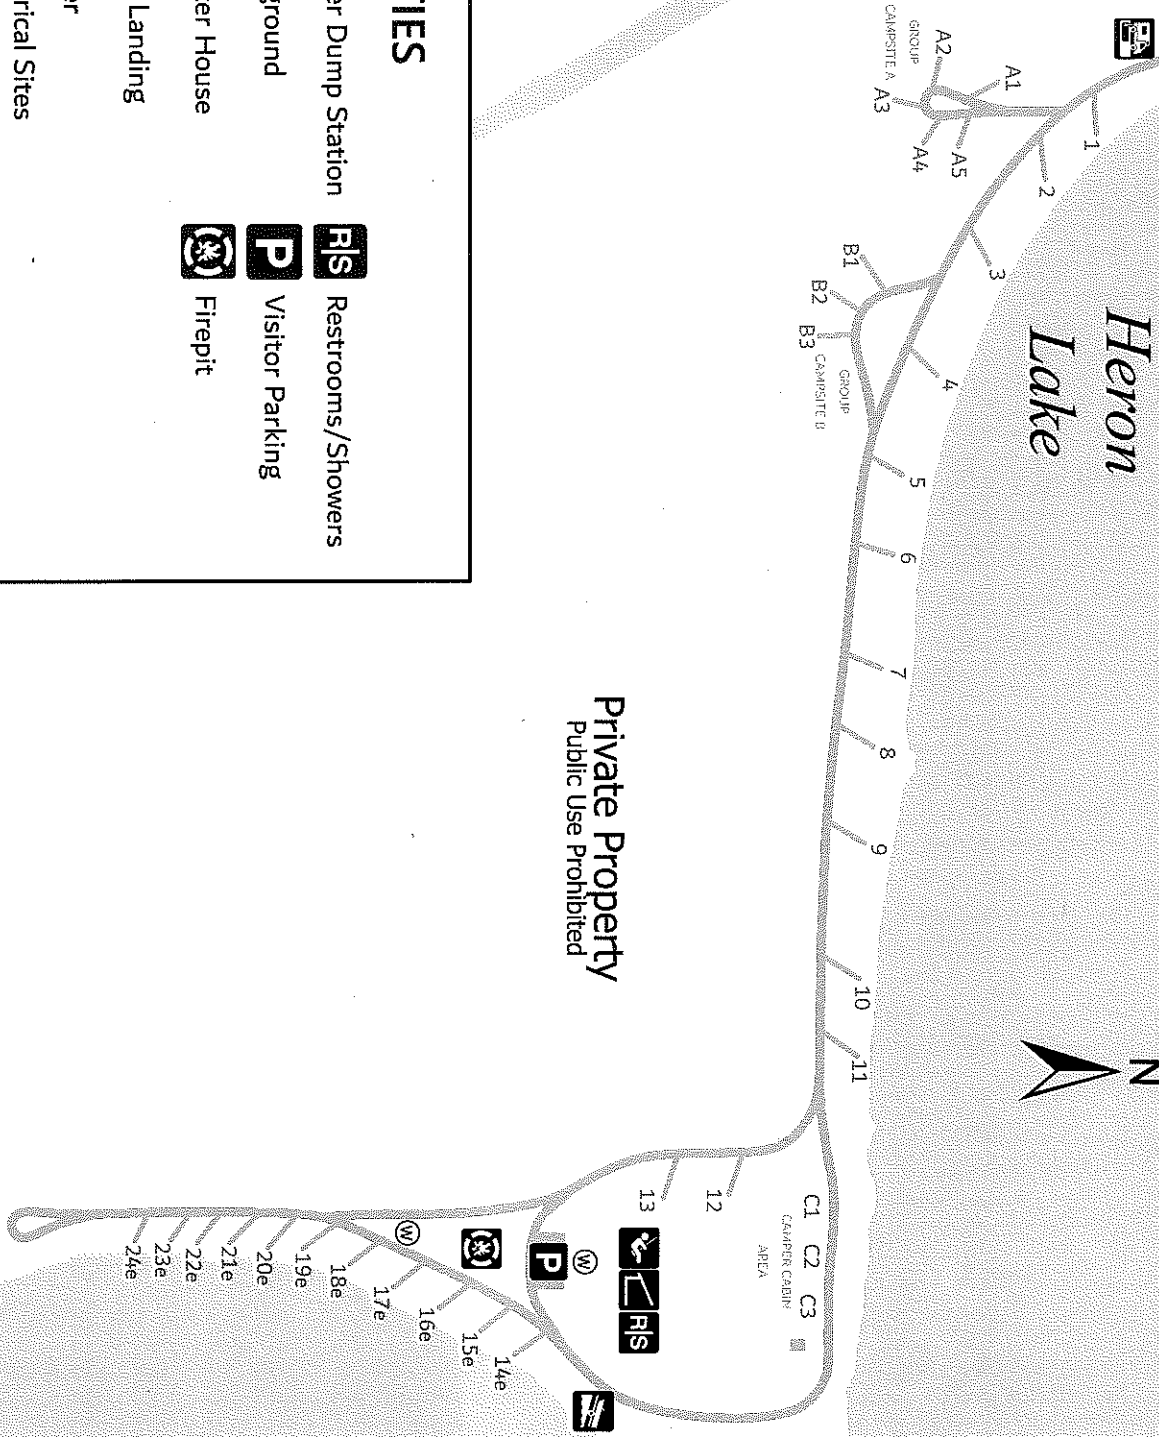 Heron
Lake
N
1
2
3
4
5
6
7
8
9
10
11
A1
A2
A3
A4
A5
GROUP
CAMPSITE A
B1
B2
B3
GROUP
CAMPSITE B
C1 C2 C3
CAMPER CABIN
AREA
12
13
R|S
W
P
W
14e
15e
16e
17e
18e
19e
20e
21e
22e
23e
24e
Private Property
Public Use Prohibited
TIES
er Dump Station
ground
er House
Landing
er
rical Sites
R|S Restrooms/Showers
P Visitor Parking
Firepit